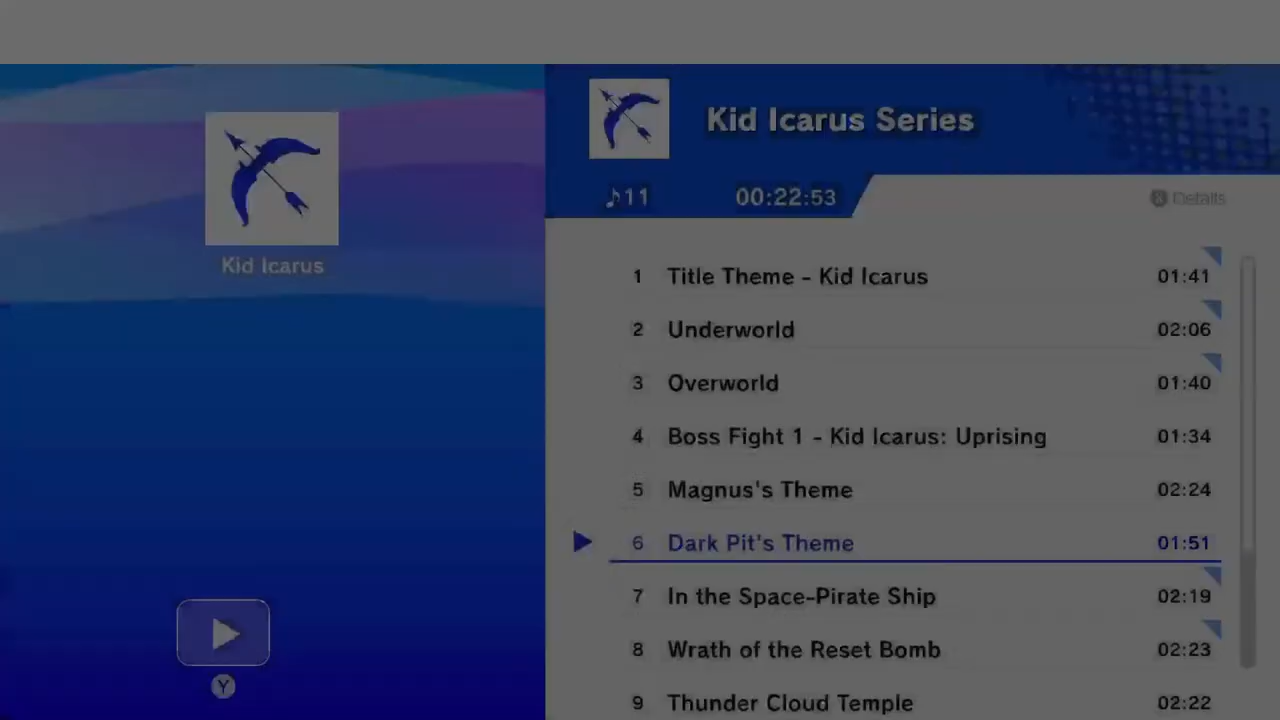 Kid Icarus
Y
Kid Icarus Series
♪11 00:22:53
X Details
1 Title Theme - Kid Icarus 01:41
2 Underworld 02:06
3 Overworld 01:40
4 Boss Fight 1 - Kid Icarus: Uprising 01:34
5 Magnus's Theme 02:24
6 Dark Pit's Theme 01:51
7 In the Space-Pirate Ship 02:19
8 Wrath of the Reset Bomb 02:23
9 Thunder Cloud Temple 02:22